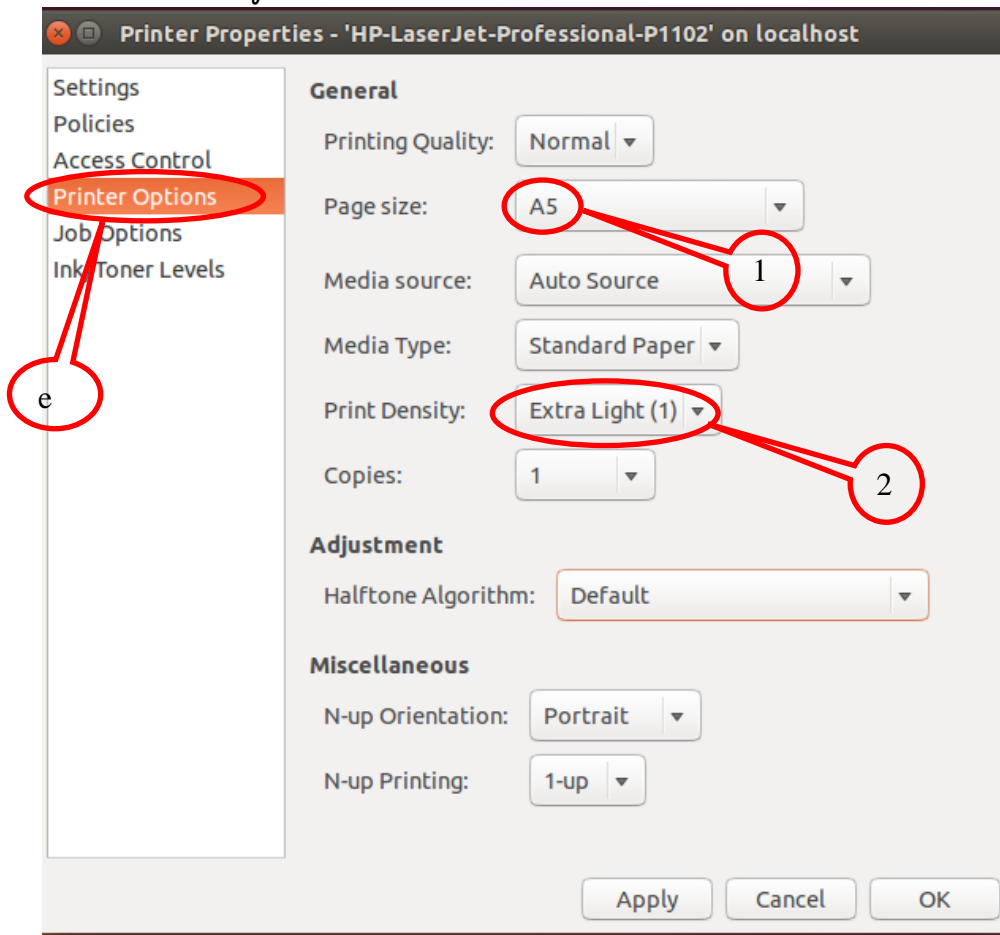 Printer Properties - 'HP-LaserJet-Professional-P1102' on localhost
Settings
Policies
Access Control
Printer Options
Job Options
Ink/Toner Levels
e
General
Printing Quality: Normal
Page size: A5
1
Media source: Auto Source
Media Type: Standard Paper
Print Density: Extra Light (1)
2
Copies: 1
Adjustment
Halftone Algorithm: Default
Miscellaneous
N-up Orientation: Portrait
N-up Printing: 1-up
Apply Cancel OK